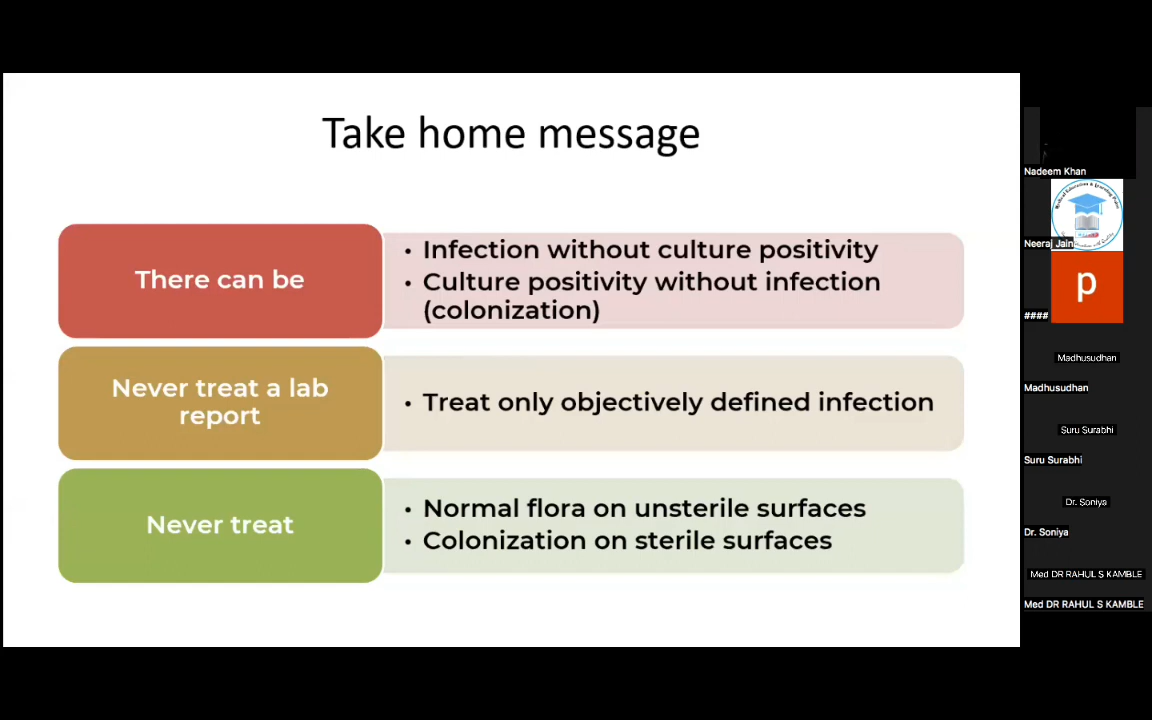 Take home message
There can be
• Infection without culture positivity
• Culture positivity without infection
(colonization)
Never treat a lab
report
• Treat only objectively defined infection
Never treat
• Normal flora on unsterile surfaces
• Colonization on sterile surfaces
Nadeem Khan
Neeraj Jain
p
####
Madhusudhan
Madhusudhan
Suru Surabhi
Suru Surabhi
Dr. Soniya
Dr. Soniya
Med DR RAHUL S KAMBLE
Med DR RAHUL S KAMBLE